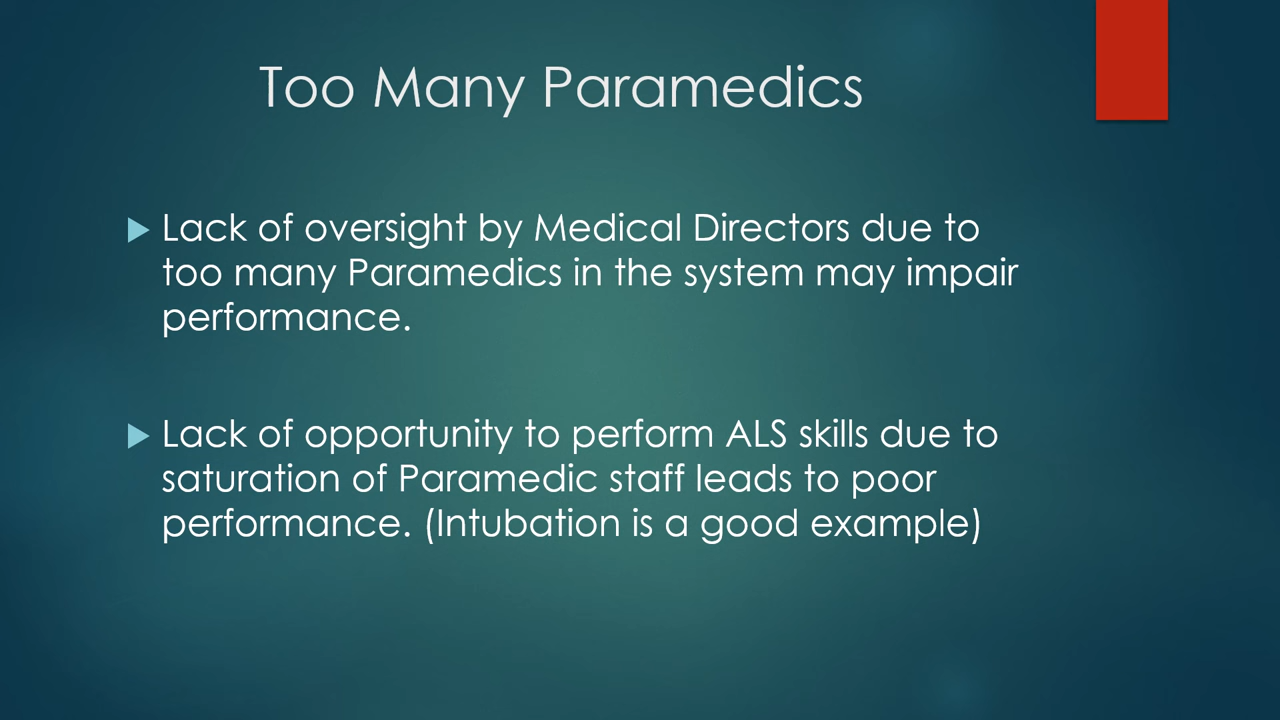 Too Many Paramedics
Lack of oversight by Medical Directors due to
too many Paramedics in the system may impair
performance.
Lack of opportunity to perform ALS skills due to
saturation of Paramedic staff leads to poor
performance. (Intubation is a good example)